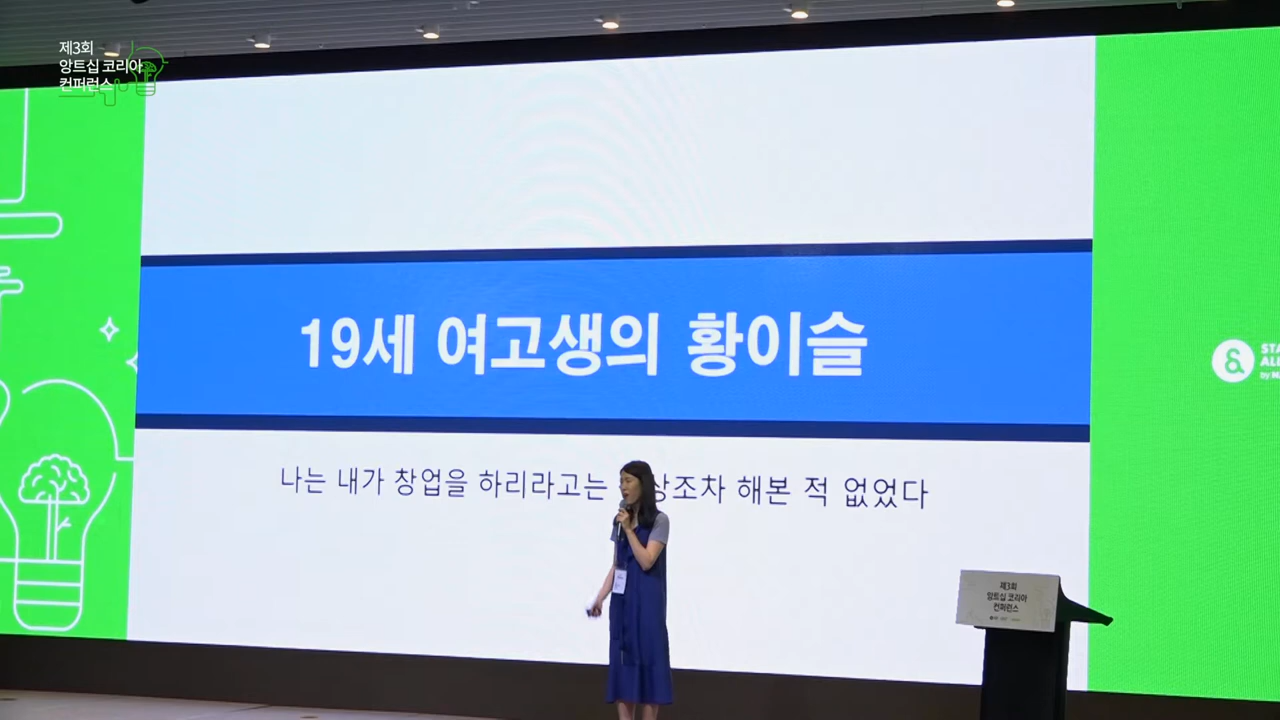 제3회
앙트십 코리아
컨퍼런스
19세 여고생의 황이슬
나는 내가 창업을 하리라고는 상조차 해본 적 없었다
STA
by
제3회
앙트십 코리아
컨퍼런스